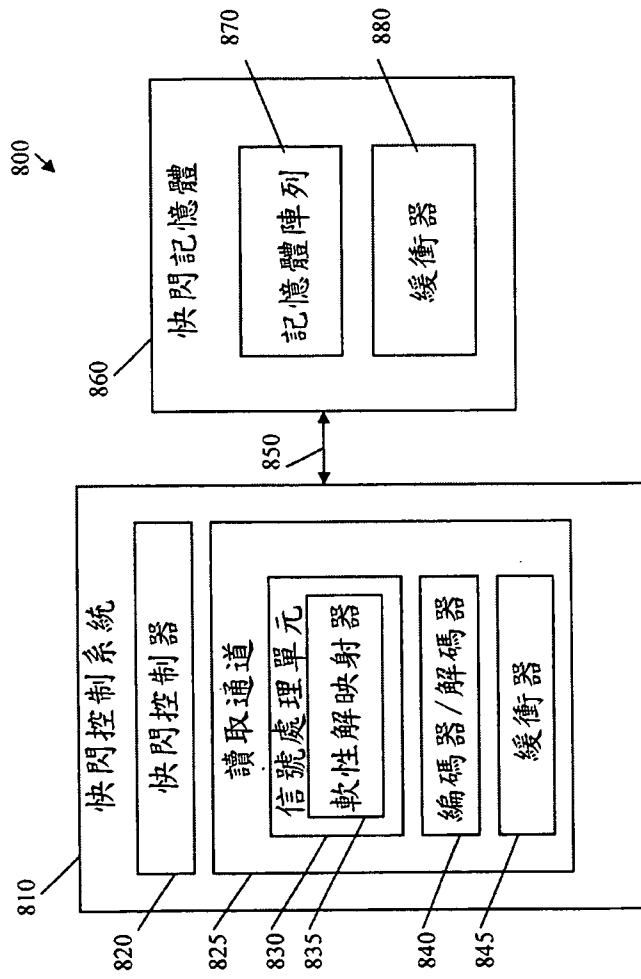 800
快閃控制系統
810
快閃控制器
820
讀取通道
825
信號處理單元
830
軟性解映射器
835
編碼器/解碼器
840
緩衝器
845
850
快閃記憶體
860
記憶體陣列
870
緩衝器
880